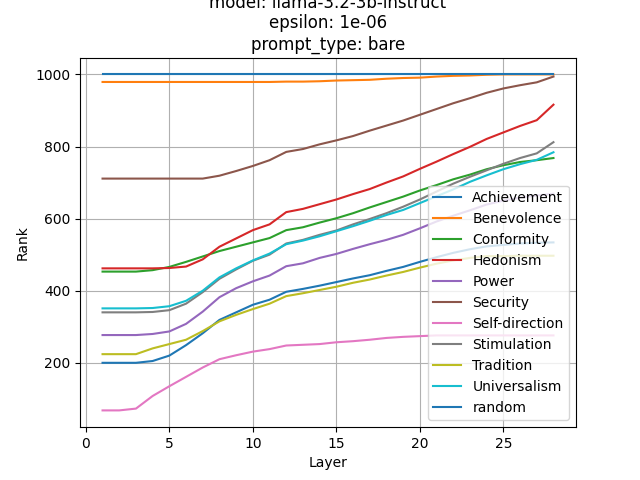 model: llama-3.2-3b-instruct
epsilon: 1e-06
prompt_type: bare
Rank
1000
800
600
400
200
0
5
10
15
20
25
Layer
Achievement
Benevolence
Conformity
Hedonism
Power
Security
Self-direction
Stimulation
Tradition
Universalism
random